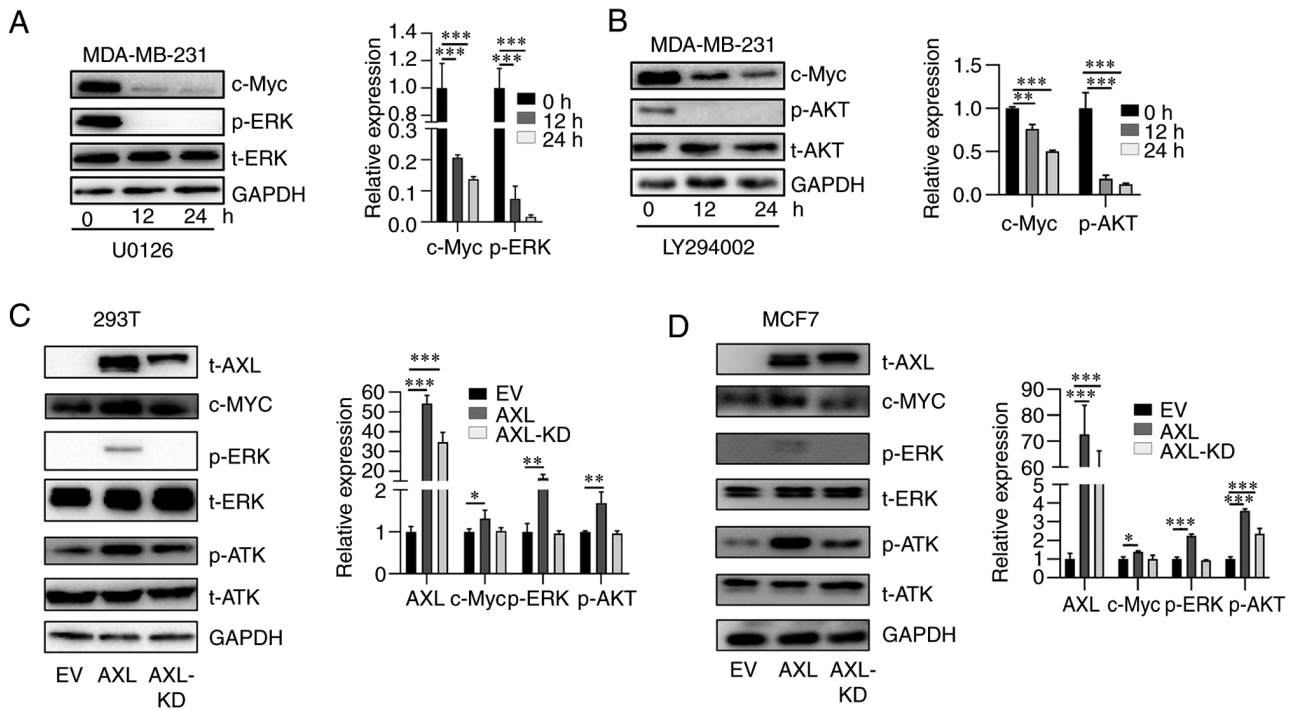 A
MDA-MB-231
c-Myc
p-ERK
t-ERK
GAPDH
0 12 24 h
U0126
Relative expression
1.4
1.2
1.0
0.8
0.3
0.2
0.1
0.0
*** ***
*** ***
0 h
12 h
24 h
c-Myc p-ERK
B
MDA-MB-231
c-Myc
p-AKT
t-AKT
GAPDH
0 12 24 h
LY294002
Relative expression
1.5
1.0
0.5
0.0
*** **
*** ***
0 h
12 h
24 h
c-Myc p-AKT
C
293T
t-AXL
c-MYC
p-ERK
t-ERK
p-ATK
t-ATK
GAPDH
EV AXL AXL-
KD
Relative expression
60
50
40
30
20
2
1
0
***
***
*
**
**
EV
AXL
AXL-KD
AXL c-Myc p-ERK p-AKT
D
MCF7
t-AXL
c-MYC
p-ERK
t-ERK
p-ATK
t-ATK
GAPDH
EV AXL AXL-
KD
Relative expression
90
80
70
60
5
4
3
2
1
0
***
***
*
***
***
***
EV
AXL
AXL-KD
AXL c-Myc p-ERK p-AKT